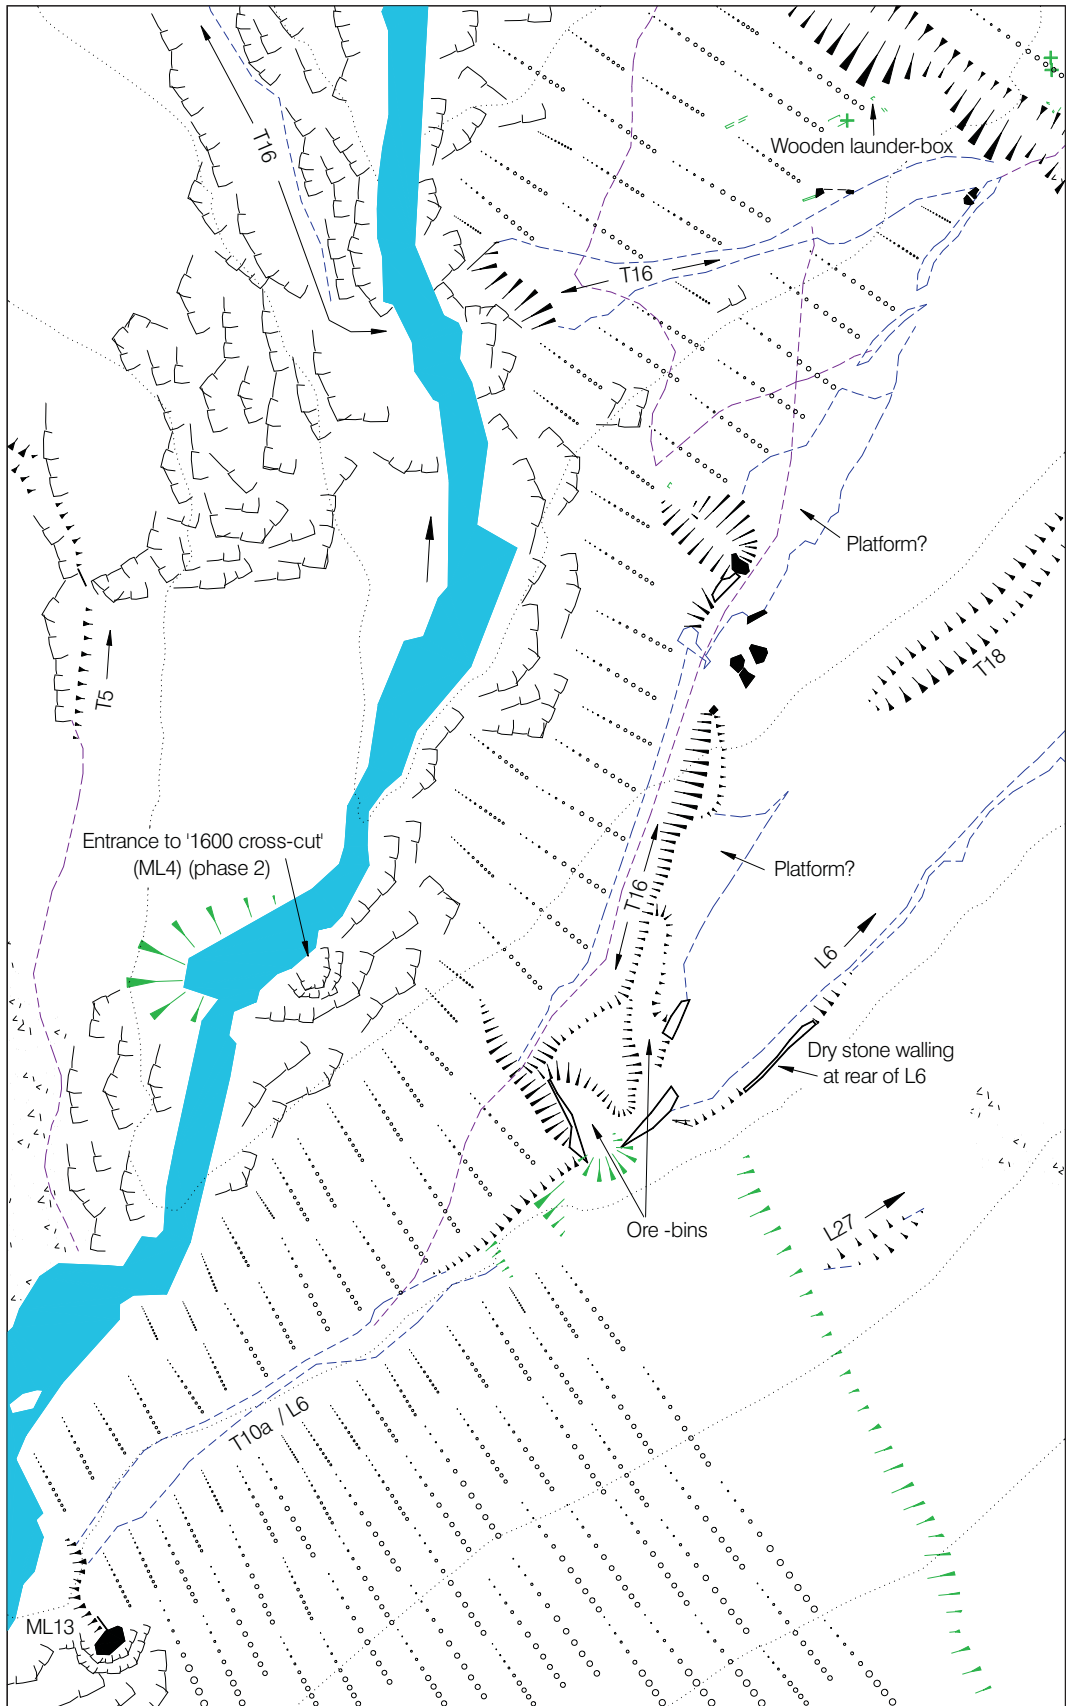 T16
Wooden launder-box
T16
Platform?
T18
T5
Entrance to '1600 cross-cut'
(ML4) (phase 2)
Platform?
T16
L6
Dry stone walling
at rear of L6
Ore -bins
L27
T10a / L6
ML13